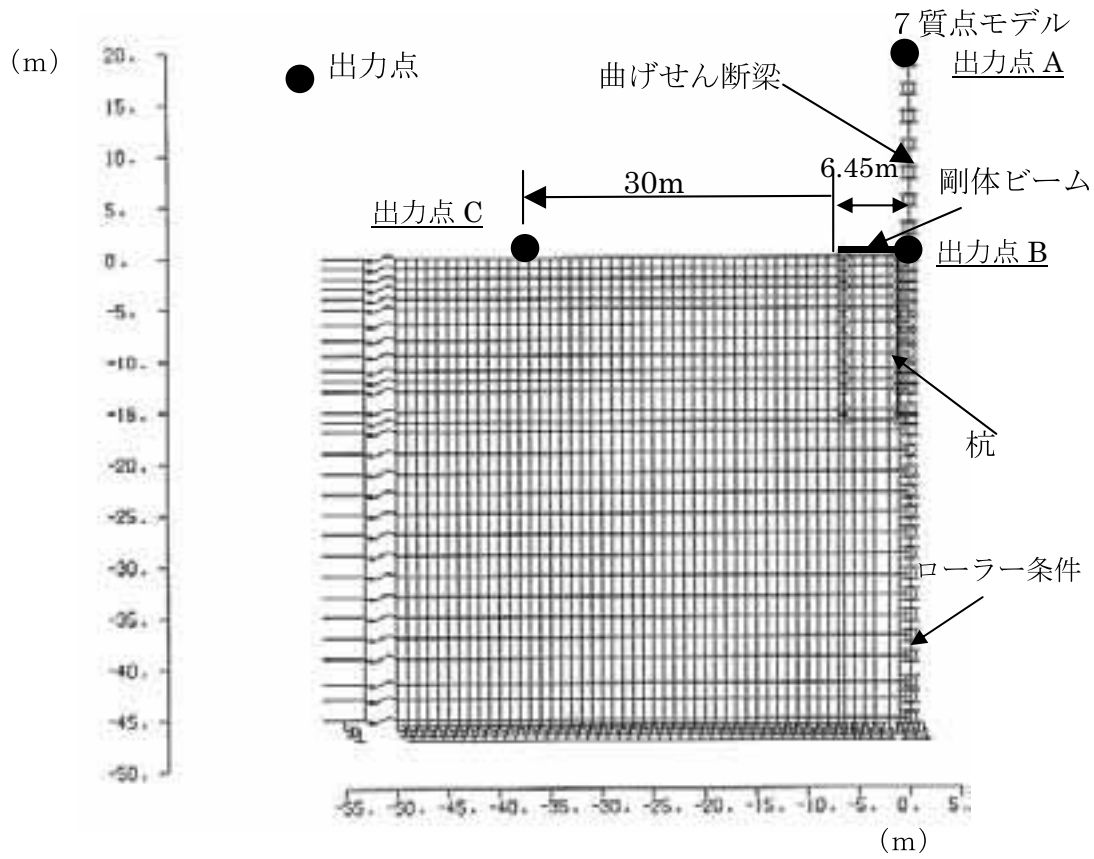 ７質点モデル
（m）
出力点
出力点 A
曲げせん断梁
6.45m
剛体ビーム
30m
出力点 C
出力点 B
杭
ローラー条件
20.
15.
10.
5.
0.
-5.
-10.
-15.
-20.
-25.
-30.
-35.
-40.
-45.
-50.
-55. -50. -45. -40. -35. -30. -25. -20. -15. -10. -5. 0. 5.
（m）